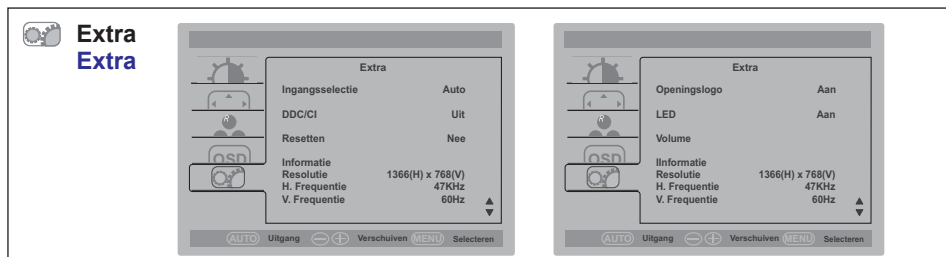 Extra
Extra
Extra
Ingangsselectie Auto
DDC/CI Uit
Resetten Nee
Informatie
Resolutie 1366(H) x 768(V)
H. Frequentie 47KHz
V. Frequentie 60Hz
OSD
AUTO Uitgang Verschuiven MENU Selecteren
Extra
Openingslogo Aan
LED Aan
Volume
IInformatie
Resolutie 1366(H) x 768(V)
H. Frequentie 47KHz
V. Frequentie 60Hz
OSD
AUTO Uitgang Verschuiven MENU Selecteren